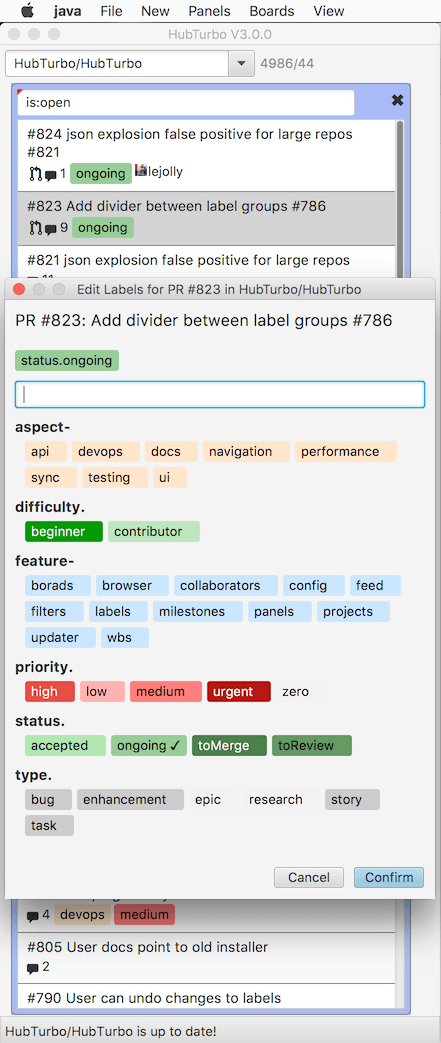 java File New Panels Boards View
HubTurbo V3.0.0
HubTurbo/HubTurbo 4986/44
is:open
#824 json explosion false positive for large repos
#821
1 ongoing lejolly
#823 Add divider between label groups #786
9 ongoing
#821 json explosion false positive for large repos
Edit Labels for PR #823 in HubTurbo/HubTurbo
PR #823: Add divider between label groups #786
status.ongoing
aspect-
api devops docs navigation performance
sync testing ui
difficulty.
beginner contributor
feature-
borads browser collaborators config feed
filters labels milestones panels projects
updater wbs
priority.
high low medium urgent zero
status.
accepted ongoing ✓ toMerge toReview
type.
bug enhancement epic research story
task
Cancel Confirm
4 devops medium
#805 User docs point to old installer
2
#790 User can undo changes to labels
HubTurbo/HubTurbo is up to date!